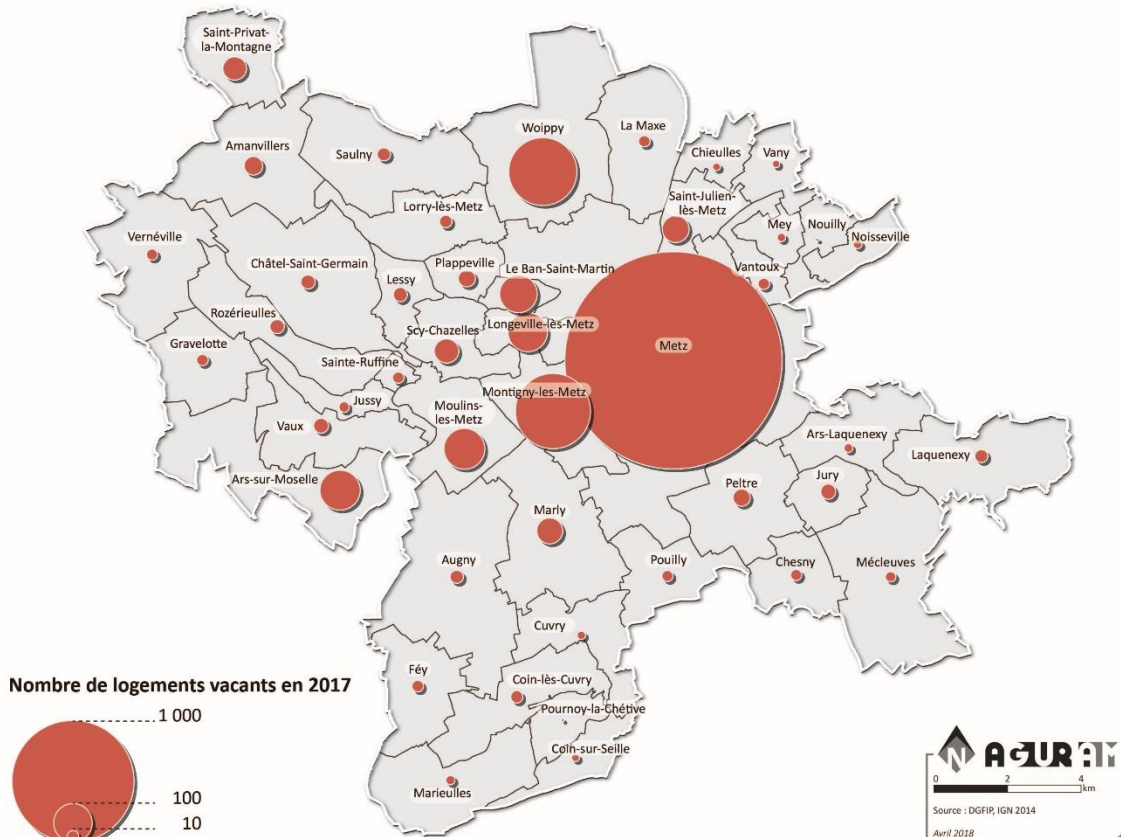 Saint-Privat-
la-Montagne
Amanvillers
Saulny
Woippy
La Maxe
Chieulles
Vany
Lorry-lès-Metz
Saint-Julien-
lès-Metz
Mey
Nouilly
Noisseville
Vernéville
Châtel-Saint-Germain
Lessy
Plappeville
Le Ban-Saint-Martin
Vantoux
Rozérieulles
Scy-Chazelles
Longeville-lès-Metz
Metz
Gravelotte
Sainte-Ruffine
Montigny-les-Metz
Jussy
Vaux
Moulins-
les-Metz
Ars-Laquenexy
Laquenexy
Ars-sur-Moselle
Peltre
Jury
Marly
Augny
Pouilly
Chesny
Mécleuves
Cuvry
Féy
Coin-lès-Cuvry
Pournoy-la-Chétive
Coin-sur-Seille
Marieulles
Nombre de logements vacants en 2017
1 000
100
10
N AGURAM
0 2 4
km
Source : DGFIP, IGN 2014
Avril 2018